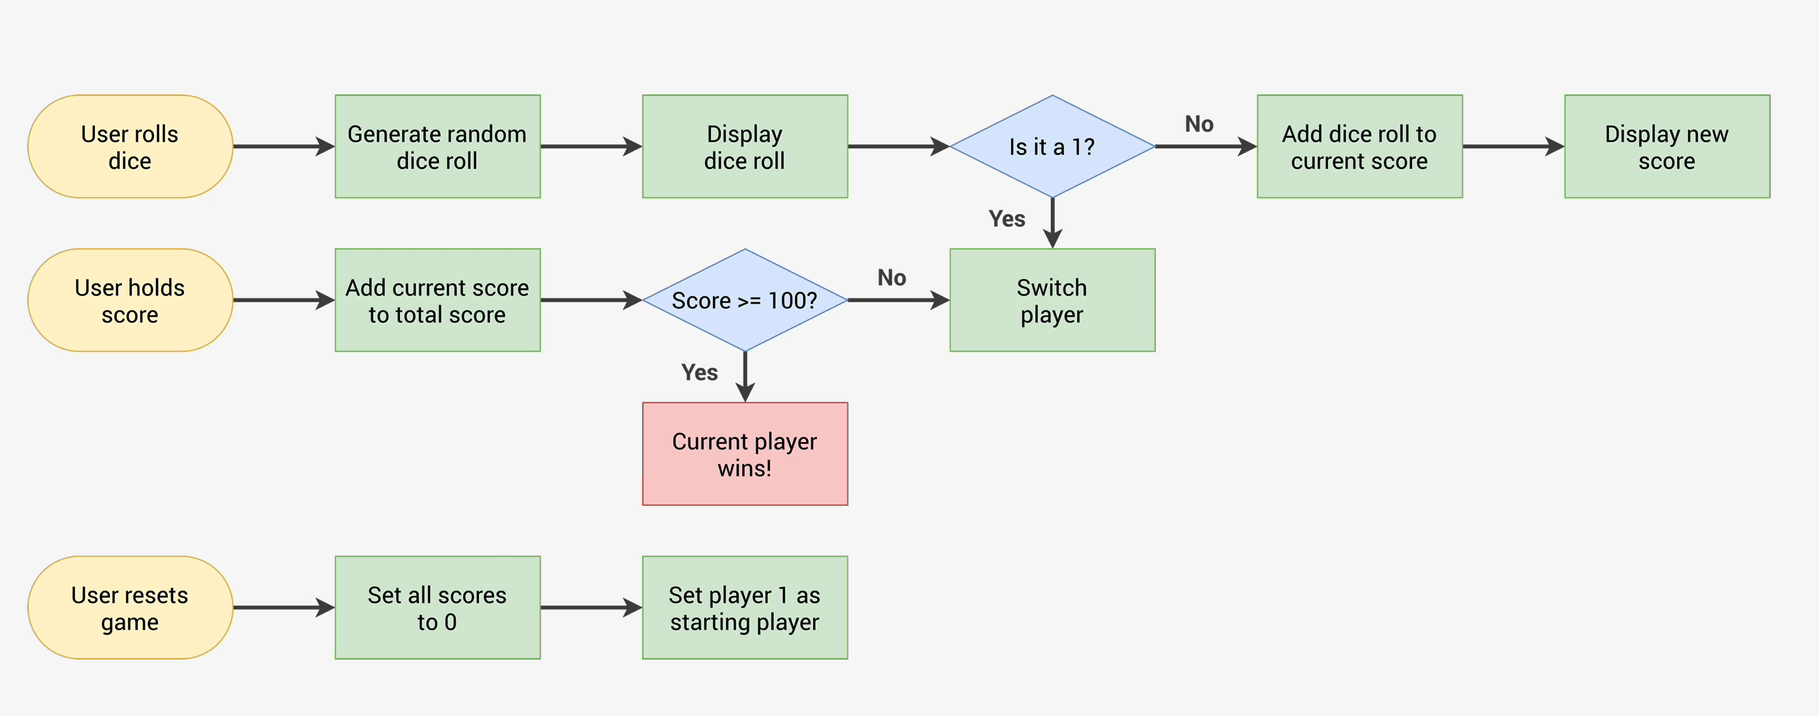 User rolls
dice
Generate random
dice roll
Display
dice roll
Is it a 1?
No
Add dice roll to
current score
Display new
score
Yes
User holds
score
Add current score
to total score
Score >= 100?
No
Switch
player
Yes
Current player
wins!
User resets
game
Set all scores
to 0
Set player 1 as
starting player